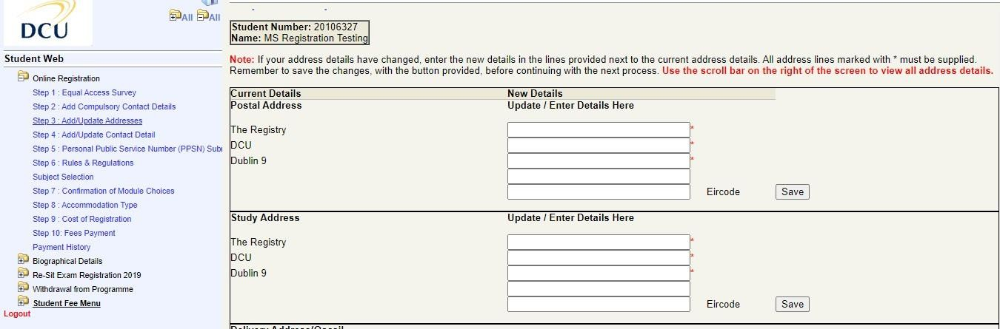 DCU
All All
Student Web
Online Registration
Step 1 : Equal Access Survey
Step 2 : Add Compulsory Contact Details
Step 3 : Add/Update Addresses
Step 4 : Add/Update Contact Detail
Step 5 : Personal Public Service Number (PPSN) Sub
Step 6 : Rules & Regulations
Subject Selection
Step 7 : Confirmation of Module Choices
Step 8 : Accommodation Type
Step 9 : Cost of Registration
Step 10: Fees Payment
Payment History
Biographical Details
Re-Sit Exam Registration 2019
Withdrawal from Programme
Student Fee Menu
Logout
Student Number: 20106327
Name: MS Registration Testing
Note: If your address details have changed, enter the new details in the lines provided next to the current address details. All address lines marked with * must be supplied.
Remember to save the changes, with the button provided, before continuing with the next process. Use the scroll bar on the right of the screen to view all address details.
Current Details New Details
Postal Address Update / Enter Details Here
The Registry *
DCU *
Dublin 9 *
Eircode Save
Study Address Update / Enter Details Here
The Registry *
DCU *
Dublin 9 *
Eircode Save